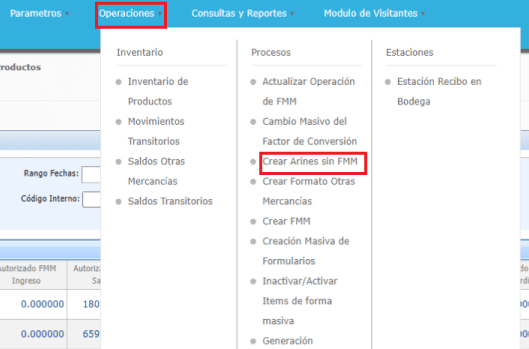 Parametros
Operaciones
Consultas y Reportes
Modulo de Visitantes
roductos
Inventario
Inventario de
Productos
Movimientos
Transitorios
Saldos Otras
Mercancías
Saldos Transitorios
Procesos
Actualizar Operación
de FMM
Cambio Masivo del
Factor de Conversión
Crear Arines sin FMM
Crear Formato Otras
Mercancías
Crear FMM
Creación Masiva de
Formularios
Inactivar/Activar
Items de forma
masiva
Generación
Estaciones
Estación Recibo en
Bodega
Rango Fechas:
Código Interno:
utorizado FMM
Ingreso
Autoriz
Sa
0.000000
180
0.000000
659